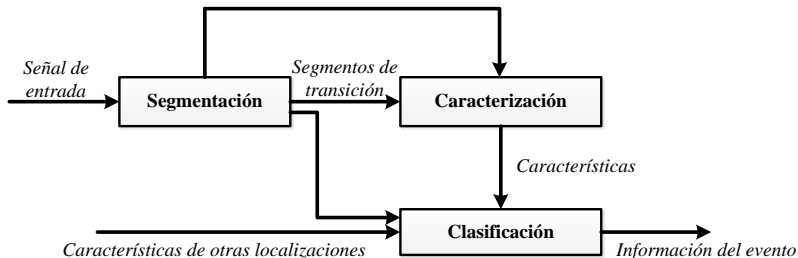 Señal de
entrada
Segmentación
Segmentos de
transición
Caracterización
Características
Características de otras localizaciones
Clasificación
Información del evento